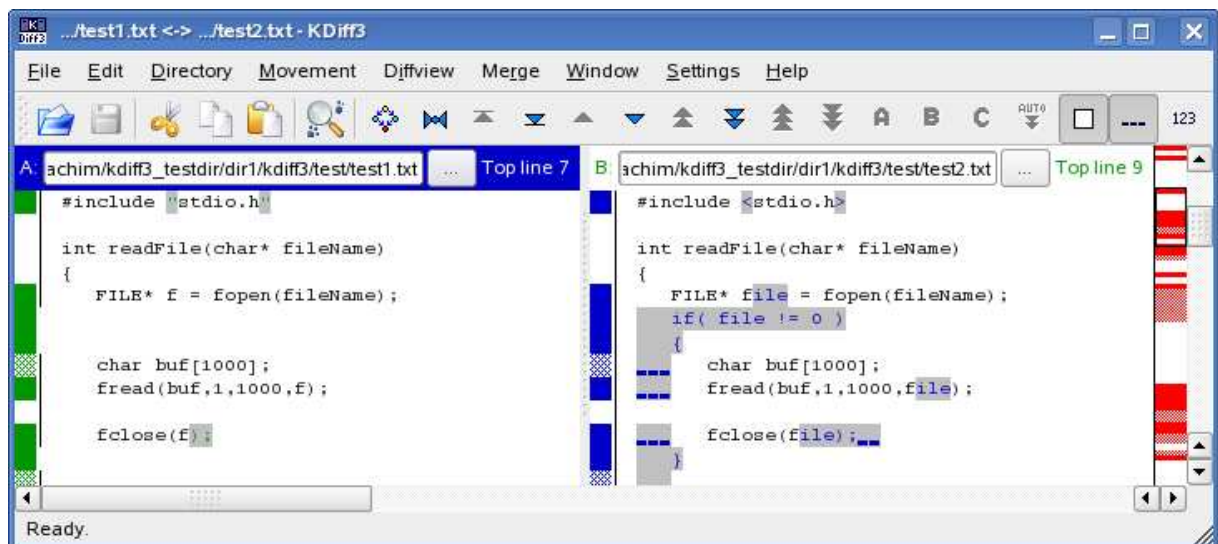 .../test1.txt <-> .../test2.txt - KDiff3
File Edit Directory Movement Diffview Merge Window Settings Help
A B C AUTO 123
A: achim/kdiff3_testdir/dir1/kdiff3/test/test1.txt ... Top line 7
#include "stdio.h"
int readFile(char* fileName)
{
FILE* f = fopen(fileName);
char buf[1000];
fread(buf,1,1000,f);
fclose(f);
B: achim/kdiff3_testdir/dir1/kdiff3/test/test2.txt ... Top line 9
#include <stdio.h>
int readFile(char* fileName)
{
FILE* file = fopen(fileName);
if( file != 0 )
{
char buf[1000];
fread(buf,1,1000,file);
fclose(file);
}
Ready.